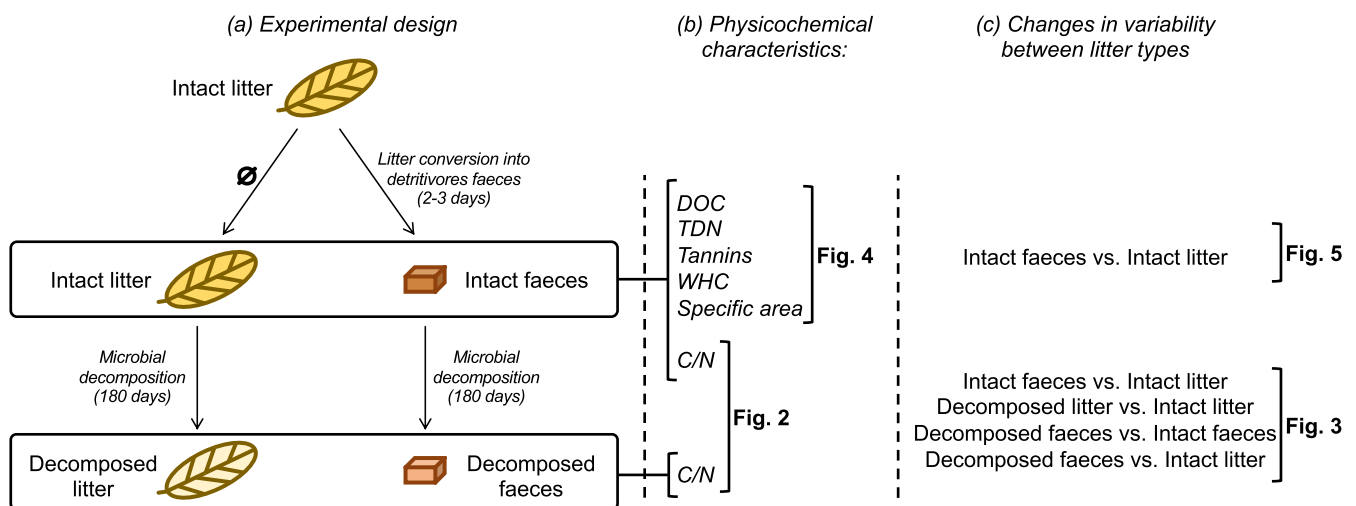 (a) Experimental design
Intact litter
Ø
Litter conversion into
detritivores faeces
(2-3 days)
Intact litter
Intact faeces
Microbial
decomposition
(180 days)
Microbial
decomposition
(180 days)
Decomposed
litter
Decomposed
faeces
(b) Physicochemical
characteristics:
DOC
TDN
Tannins
WHC
Specific area
Fig. 4
C/N
Fig. 2
C/N
(c) Changes in variability
between litter types
Intact faeces vs. Intact litter
Fig. 5
Intact faeces vs. Intact litter
Decomposed litter vs. Intact litter
Decomposed faeces vs. Intact faeces
Decomposed faeces vs. Intact litter
Fig. 3